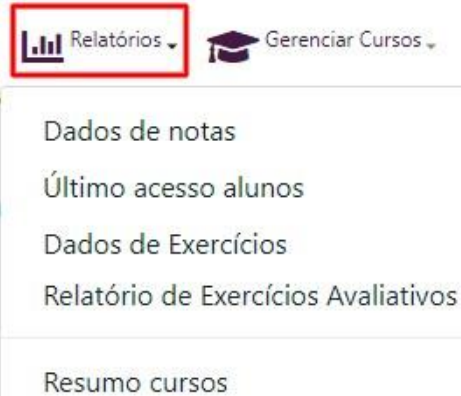 Relatórios Gerenciar Cursos
Dados de notas
Último acesso alunos
Dados de Exercícios
Relatório de Exercícios Avaliativos
Resumo cursos